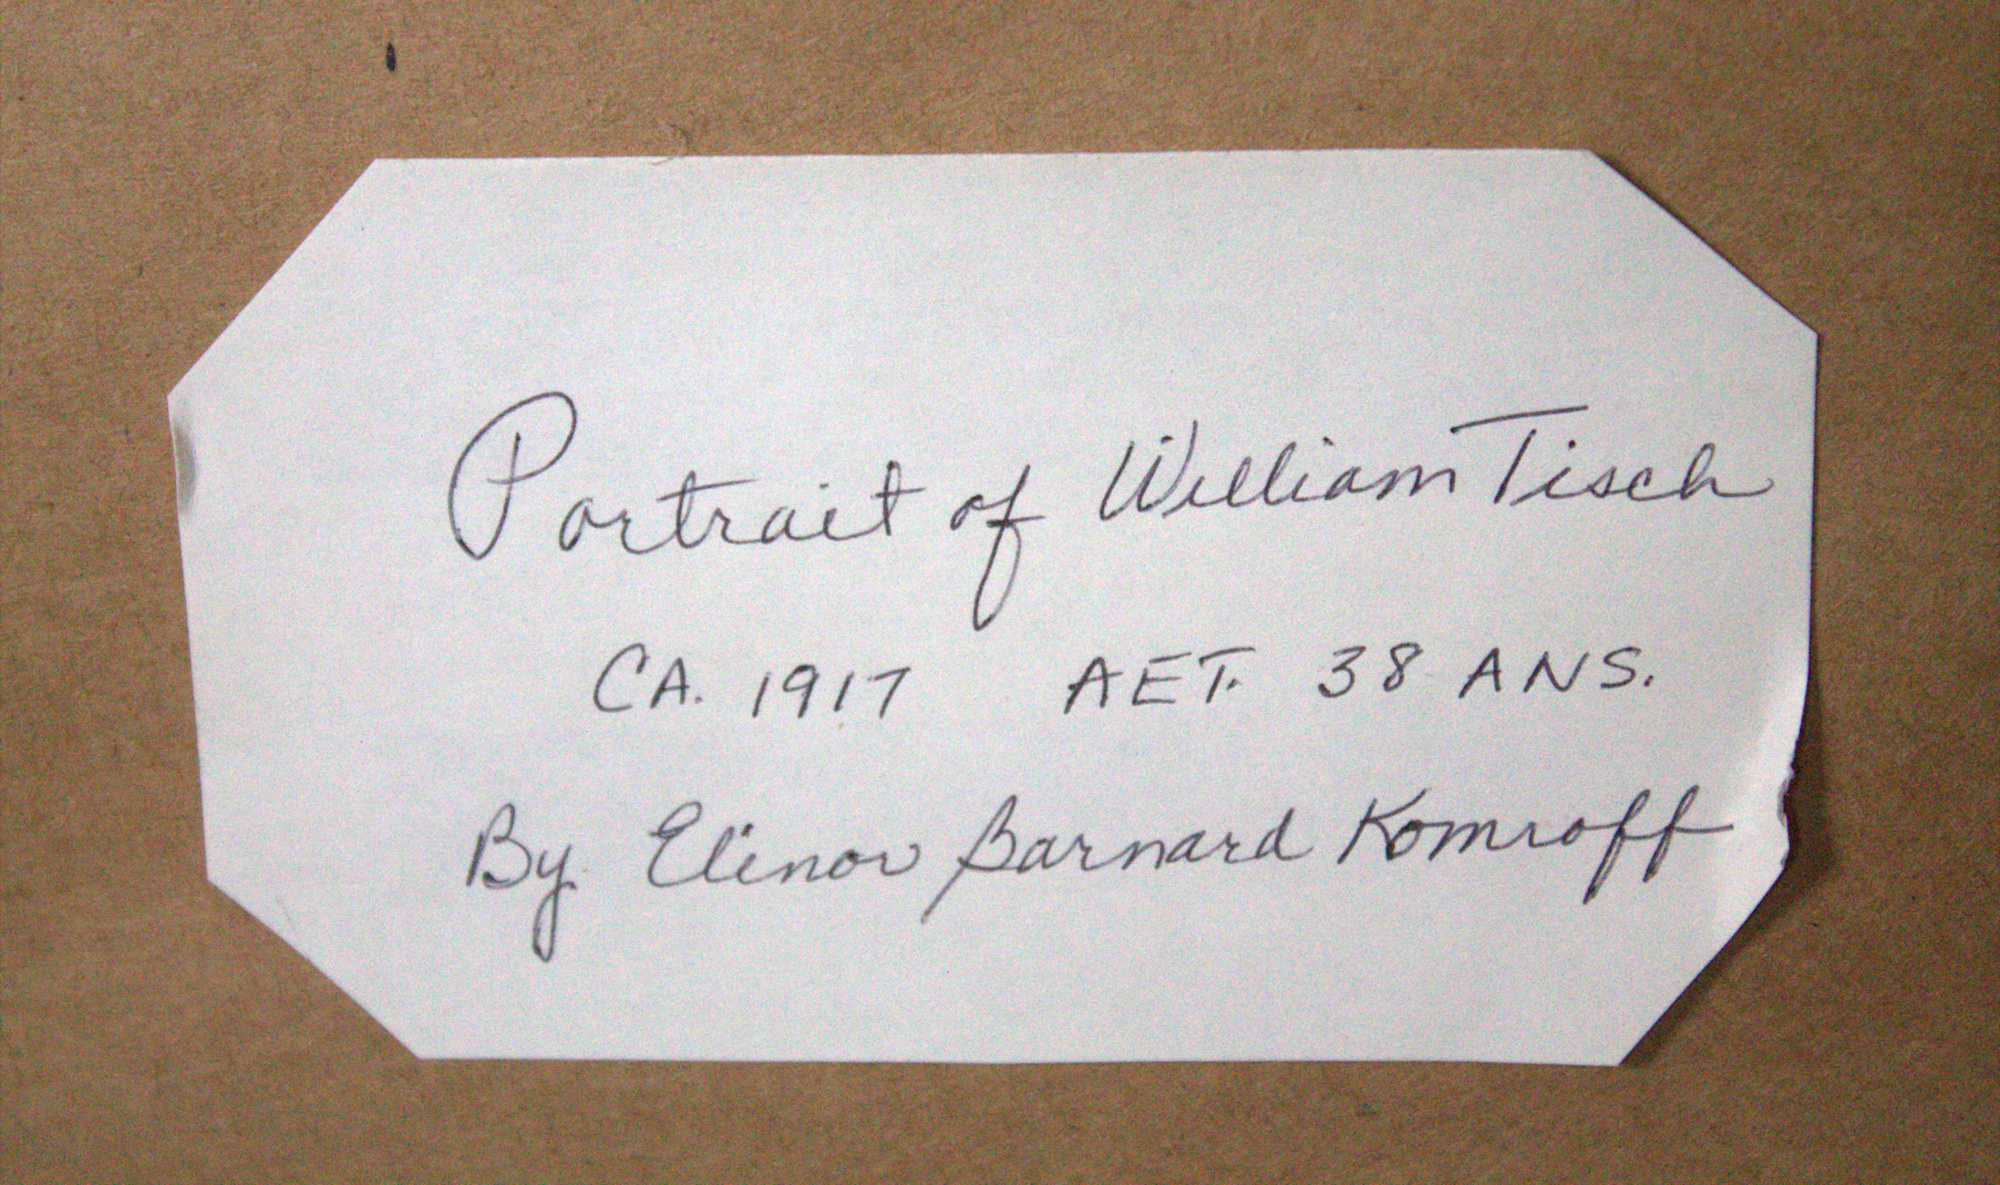 Portrait of William Tisch
CA. 1917 AET. 38 ANS.
By Elinor Barnard Komroff